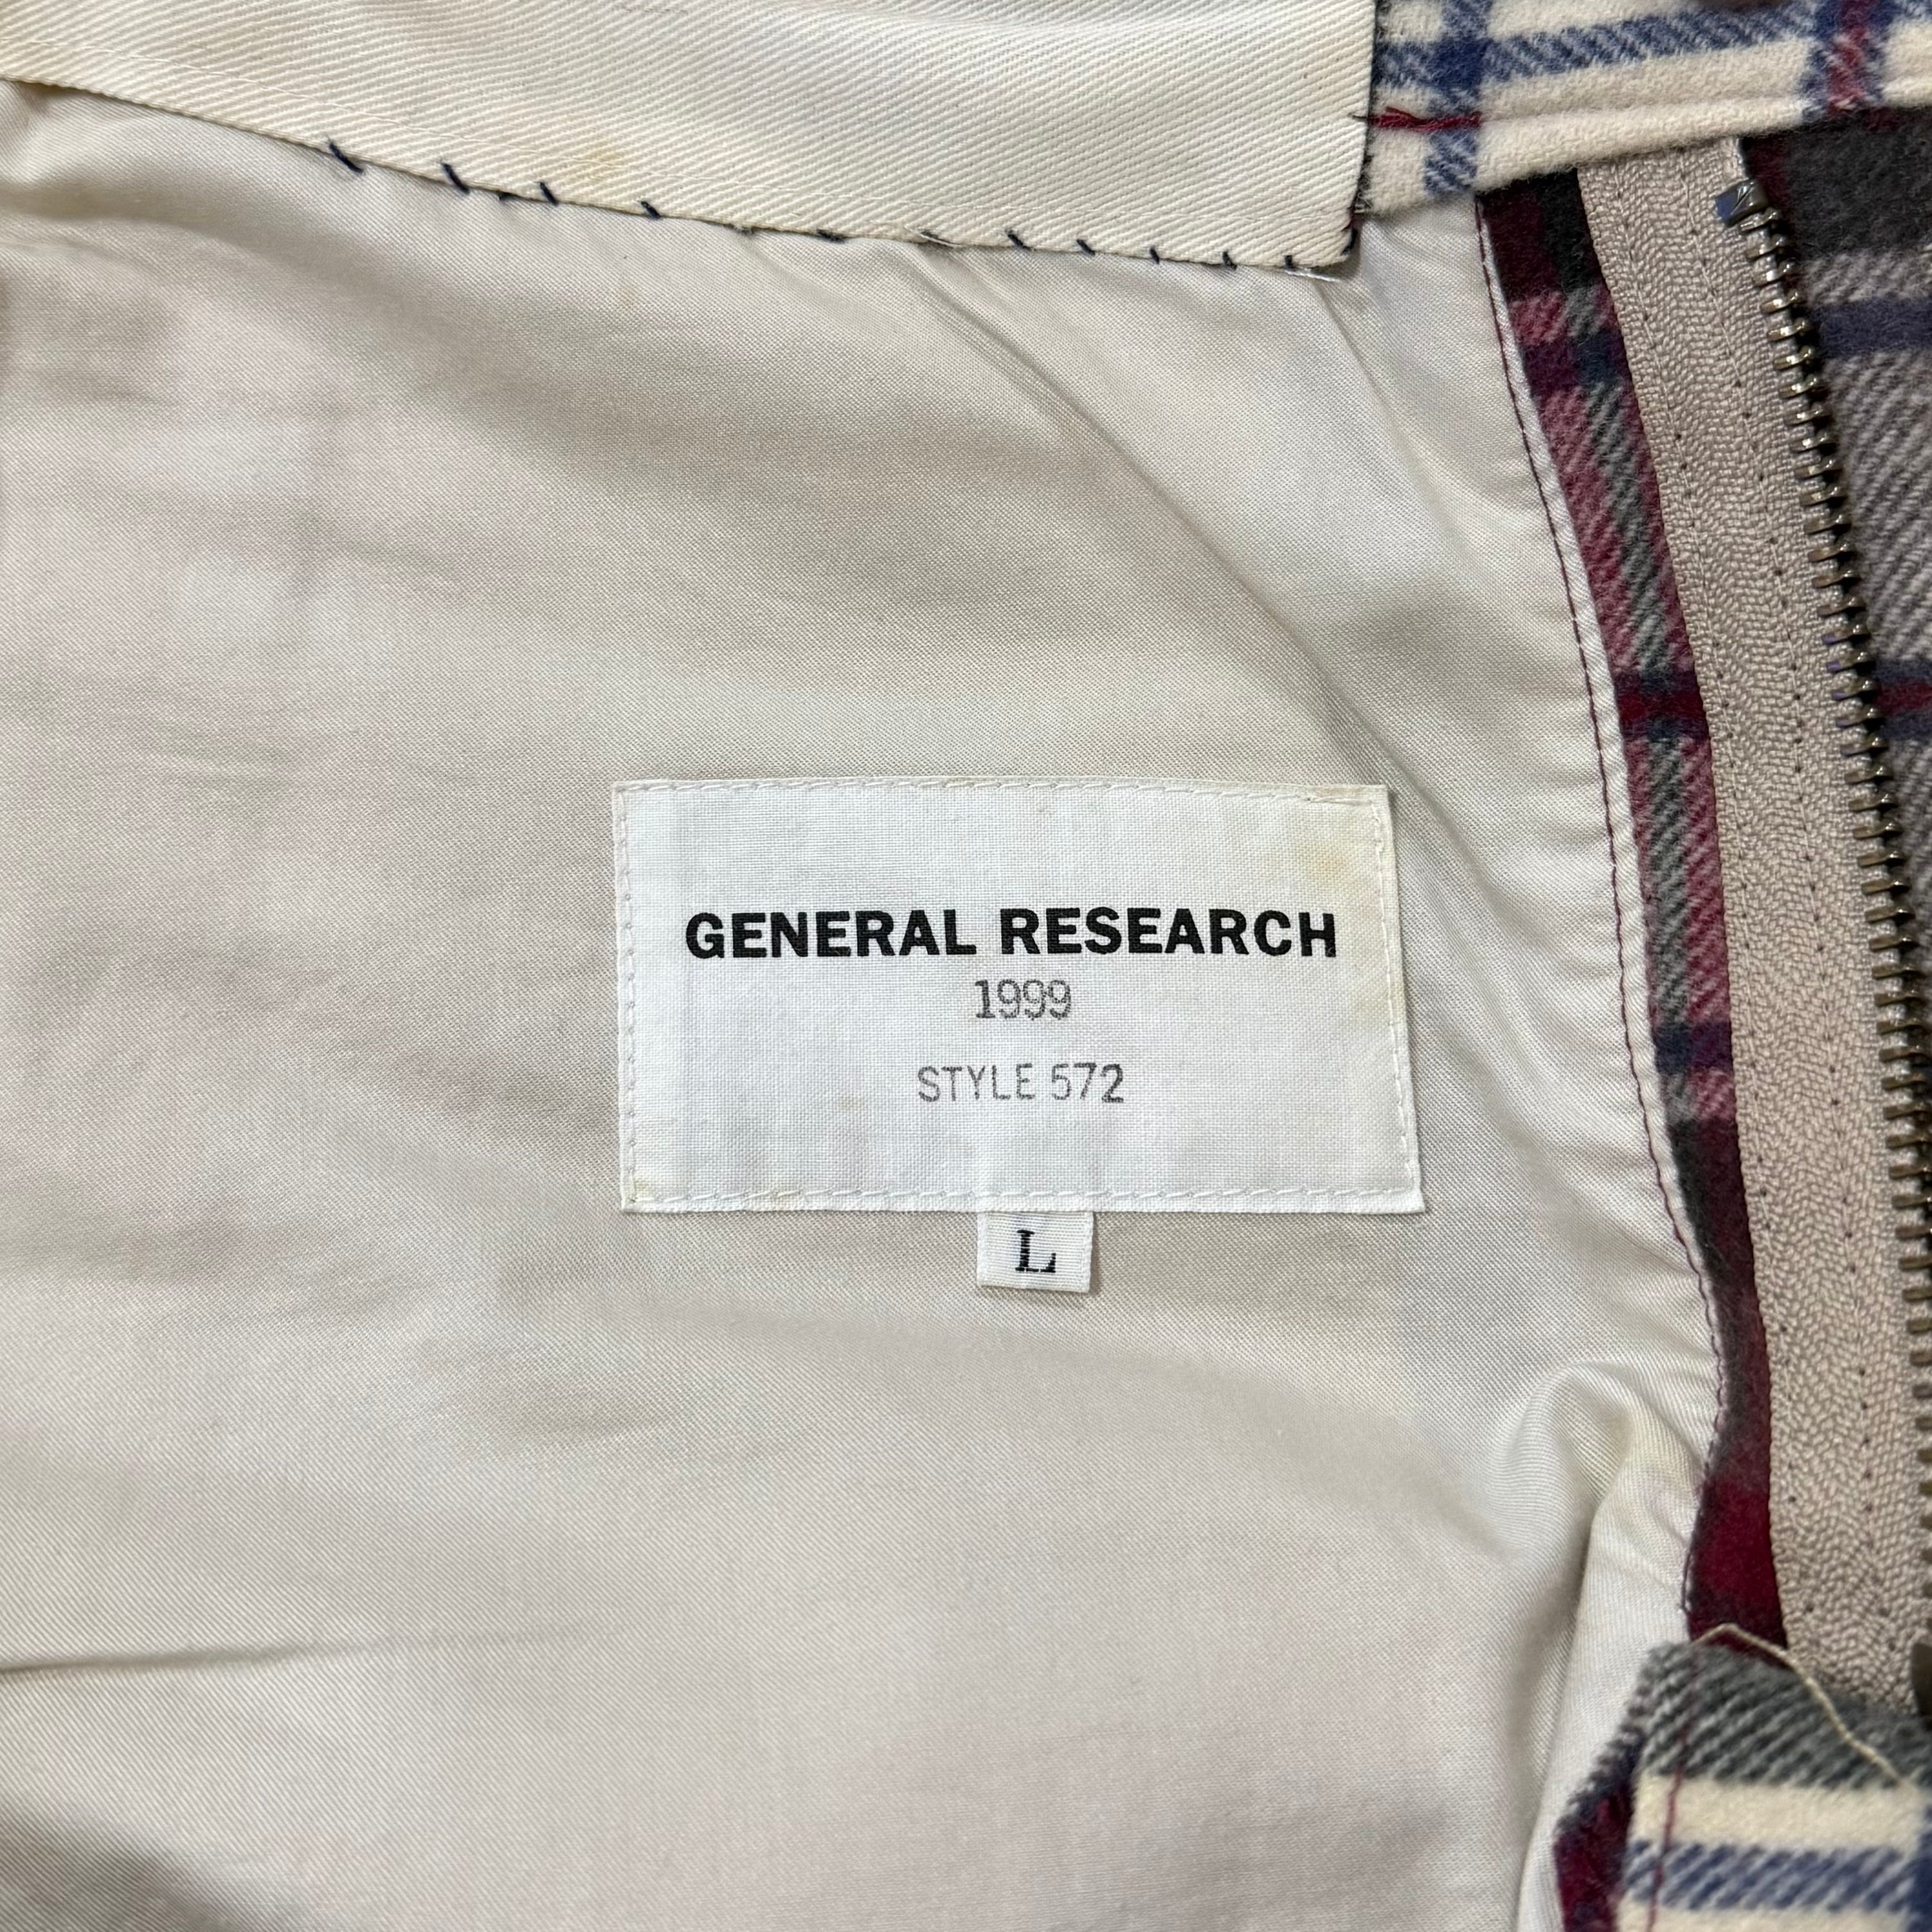 GENERAL RESEARCH
1999
STYLE 572
L